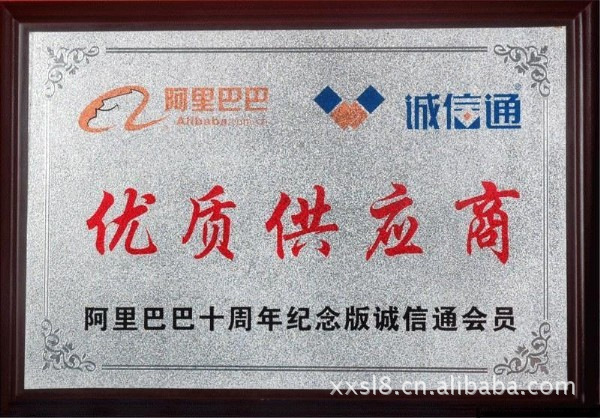 阿里巴巴 诚信通
Alibaba.com.cn
优质供应商
阿里巴巴十周年纪念版诚信通会员
xxsl8.cn.alibaba.com